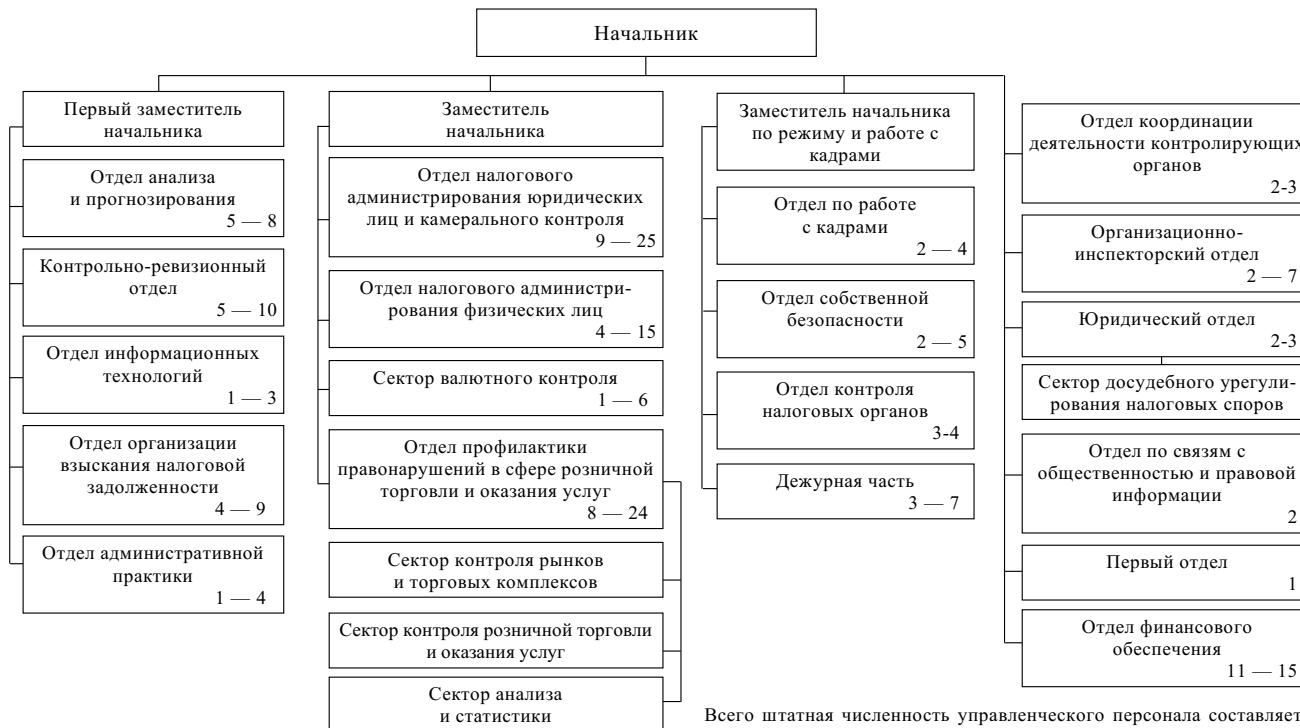 Начальник
Первый заместитель
начальника
Отдел анализа
и прогнозирования
5 — 8
Контрольно-ревизионный
отдел
5 — 10
Отдел информационных
технологий
1 — 3
Отдел организации
взыскания налоговой
задолженности
4 — 9
Отдел административной
практики
1 — 4
Заместитель
начальника
Отдел налогового
администрирования юридических
лиц и камерального контроля
9 — 25
Отдел налогового администри-
рования физических лиц
4 — 15
Сектор валютного контроля
1 — 6
Отдел профилактики
правонарушений в сфере розничной
торговли и оказания услуг
8 — 24
Сектор контроля рынков
и торговых комплексов
Сектор контроля розничной торговли
и оказания услуг
Сектор анализа
и статистики
Заместитель начальника
по режиму и работе с
кадрами
Отдел по работе
с кадрами
2 — 4
Отдел собственной
безопасности
2 — 5
Отдел контроля
налоговых органов
3-4
Дежурная часть
3 — 7
Отдел координации
деятельности контролирующих
органов
2-3
Организационно-
инспекторский отдел
2 — 7
Юридический отдел
2-3
Сектор досудебного урегули-
рования налоговых споров
Отдел по связям с
общественностью и правовой
информации
2
Первый отдел
1
Отдел финансового
обеспечения
11 — 15
Всего штатная численность управленческого персонала составляет